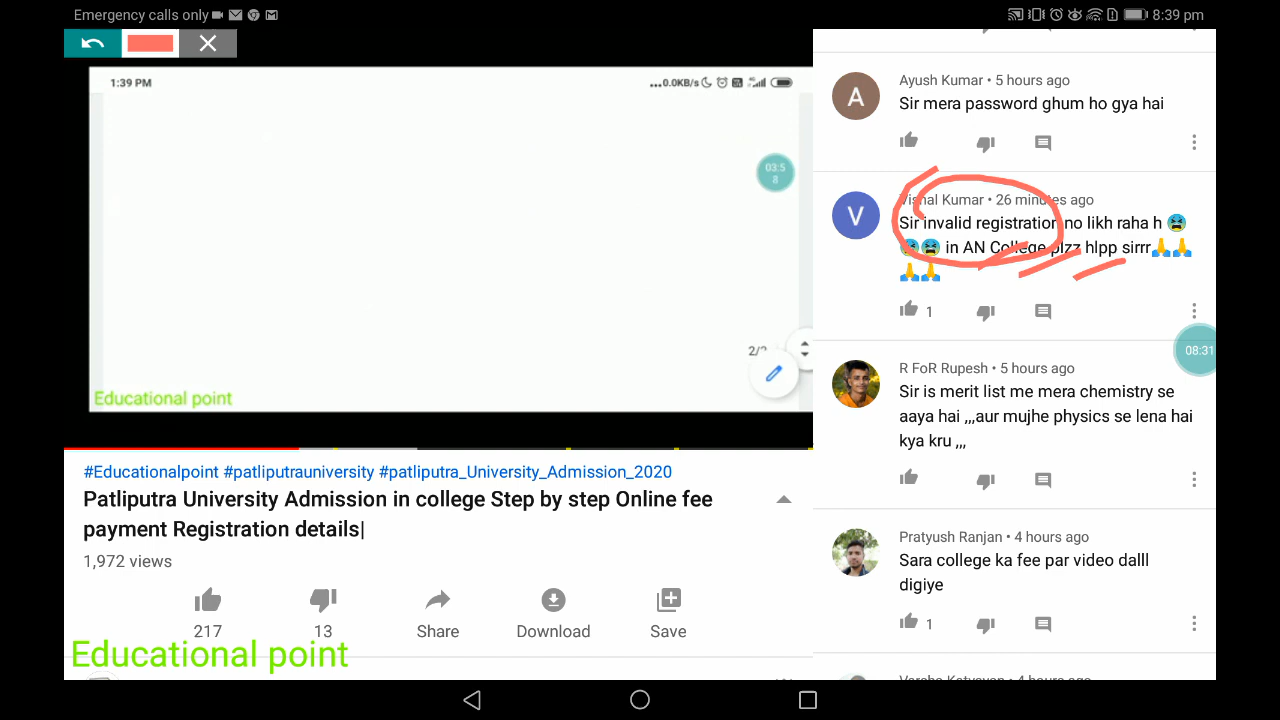 Emergency calls only
8:39 pm
1:39 PM
...0.0KB/s
03:5
8
2/2
Educational point
#Educationalpoint #patliputrauniversity #patliputra_University_Admission_2020
Patliputra University Admission in college Step by step Online fee
payment Registration details|
1,972 views
217
13
Share
Download
Save
Educational point
A
Ayush Kumar • 5 hours ago
Sir mera password ghum ho gya hai
V
Vishal Kumar • 26 minutes ago
Sir invalid registration no likh raha h 😫
😫😫 in AN College plzz hlpp sirrr🙏🙏
🙏🙏
1
08:31
R FoR Rupesh • 5 hours ago
Sir is merit list me mera chemistry se
aaya hai ,,,aur mujhe physics se lena hai
kya kru ,,,
Pratyush Ranjan • 4 hours ago
Sara college ka fee par video dalll
digiye
1